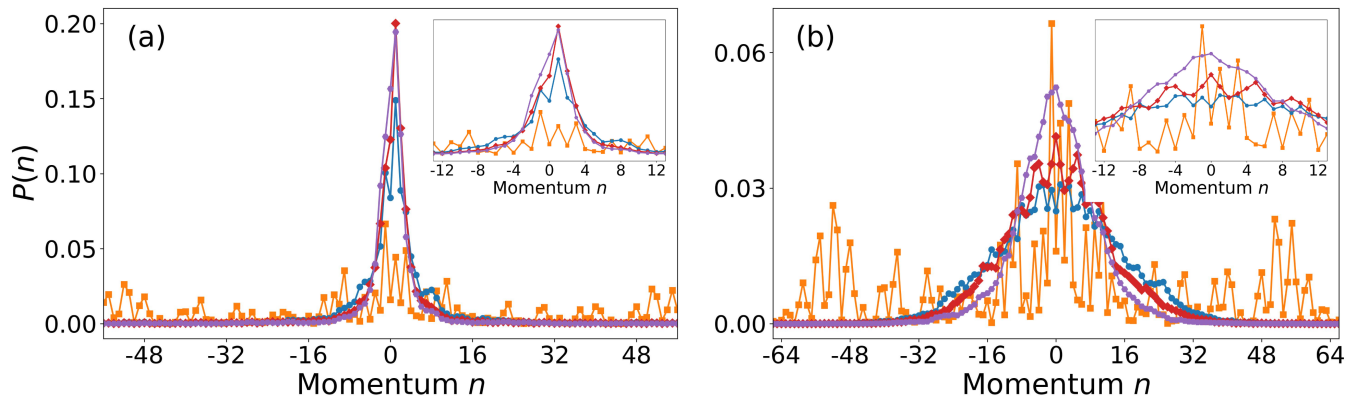 (a)
0.20
0.15
0.10
0.05
0.00
P(n)
-48 -32 -16 0 16 32 48
Momentum n
-12 -8 -4 0 4 8 12
Momentum n
(b)
0.06
0.03
0.00
-64 -48 -32 -16 0 16 32 48 64
Momentum n
-12 -8 -4 0 4 8 12
Momentum n